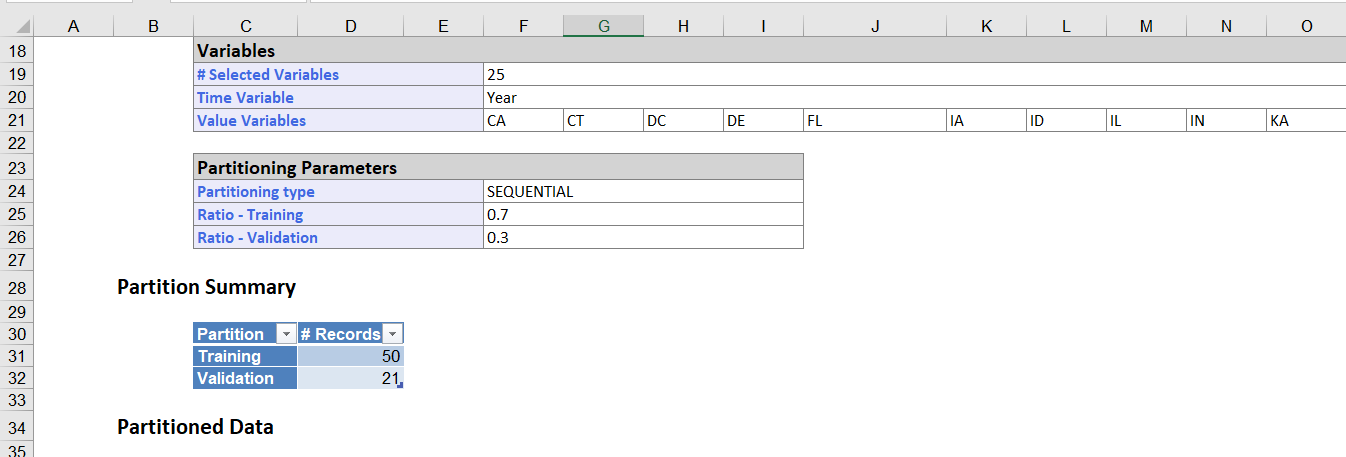 A B C D E F G H I J K L M N O
18 Variables
19 # Selected Variables 25
20 Time Variable Year
21 Value Variables CA CT DC DE FL IA ID IL IN KA
22
23 Partitioning Parameters
24 Partitioning type SEQUENTIAL
25 Ratio - Training 0.7
26 Ratio - Validation 0.3
27
28 Partition Summary
29
30 Partition # Records
31 Training 50
32 Validation 21
33
34 Partitioned Data
35